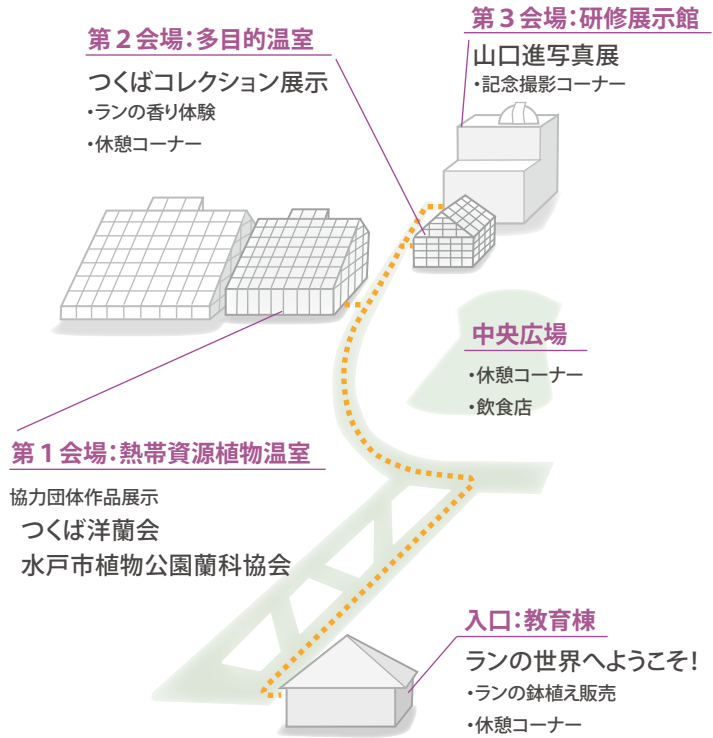 第２会場：多目的温室
つくばコレクション展示
・ランの香り体験
・休憩コーナー
第３会場：研修展示館
山口進写真展
・記念撮影コーナー
中央広場
・休憩コーナー
・飲食店
第１会場：熱帯資源植物温室
協力団体作品展示
つくば洋蘭会
水戸市植物公園蘭科協会
入口：教育棟
ランの世界へようこそ！
・ランの鉢植え販売
・休憩コーナー